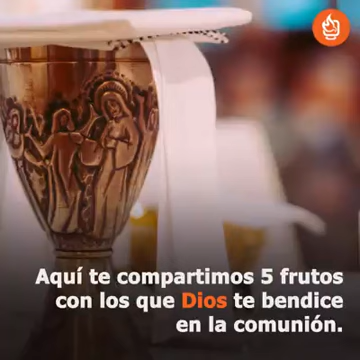 Aquí te compartimos 5 frutos
con los que Dios te bendice
en la comunión.